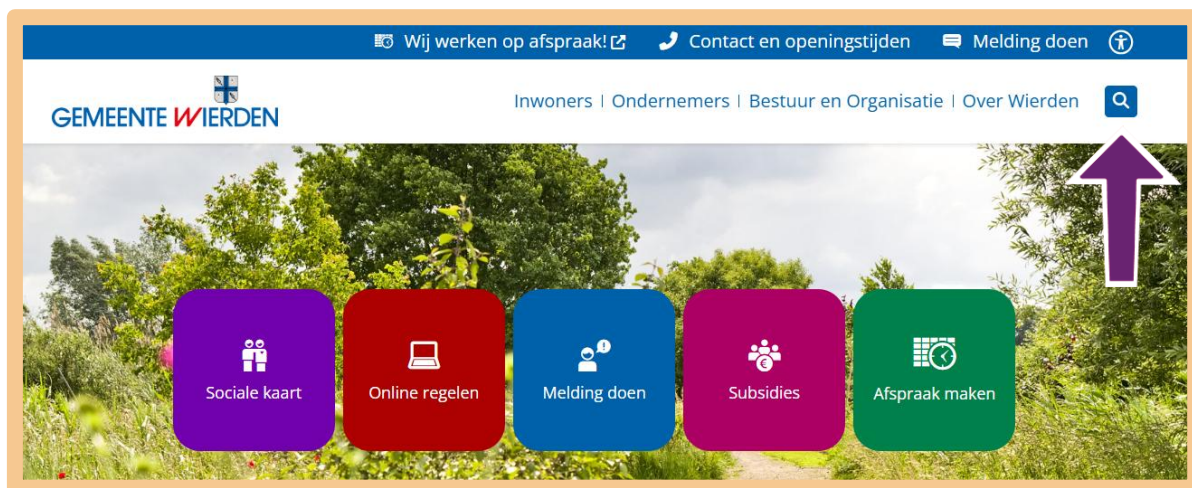 Wij werken op afspraak! Contact en openingstijden Melding doen
GEMEENTE WIERDEN
Inwoners | Ondernemers | Bestuur en Organisatie | Over Wierden
Sociale kaart
Online regelen
Melding doen
Subsidies
Afspraak maken